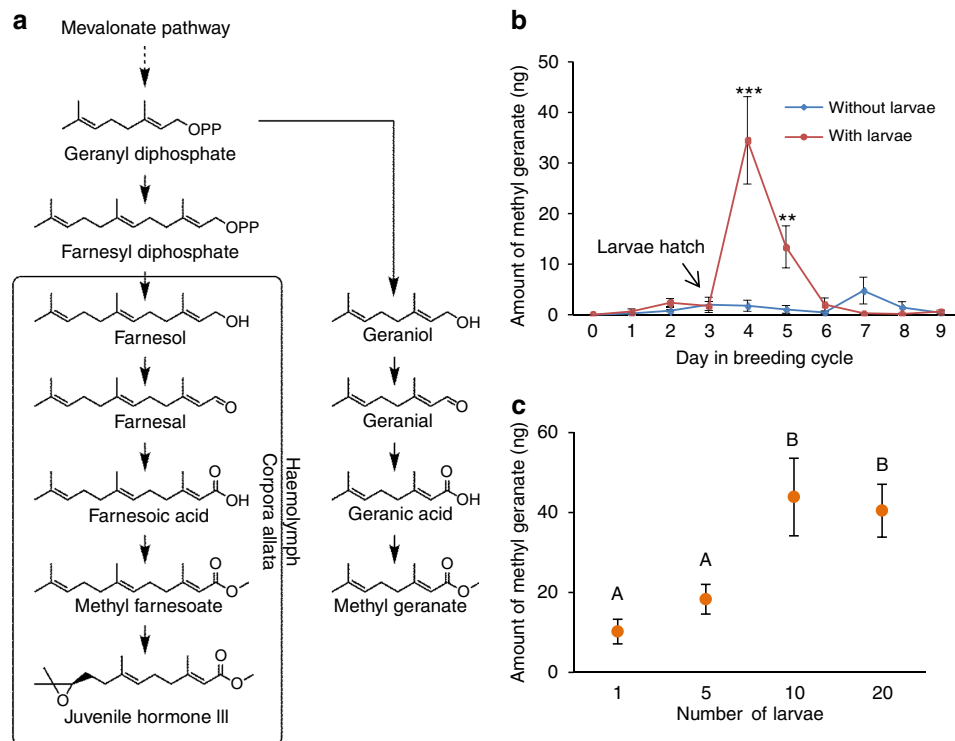 a
Mevalonate pathway
OPP
Geranyl diphosphate
OPP
Farnesyl diphosphate
OH
Farnesol
O
Farnesal
O
OH
Farnesoic acid
O
O
Methyl farnesoate
O
O
O
Juvenile hormone III
Haemolymph
Corpora allata
OH
Geraniol
O
Geranial
O
OH
Geranic acid
O
O
Methyl geranate
b
Amount of methyl geranate (ng)
50
40
30
20
10
0
***
**
Larvae hatch
Without larvae
With larvae
0 1 2 3 4 5 6 7 8 9
Day in breeding cycle
c
Amount of methyl geranate (ng)
60
40
20
0
A
A
B
B
1 5 10 20
Number of larvae